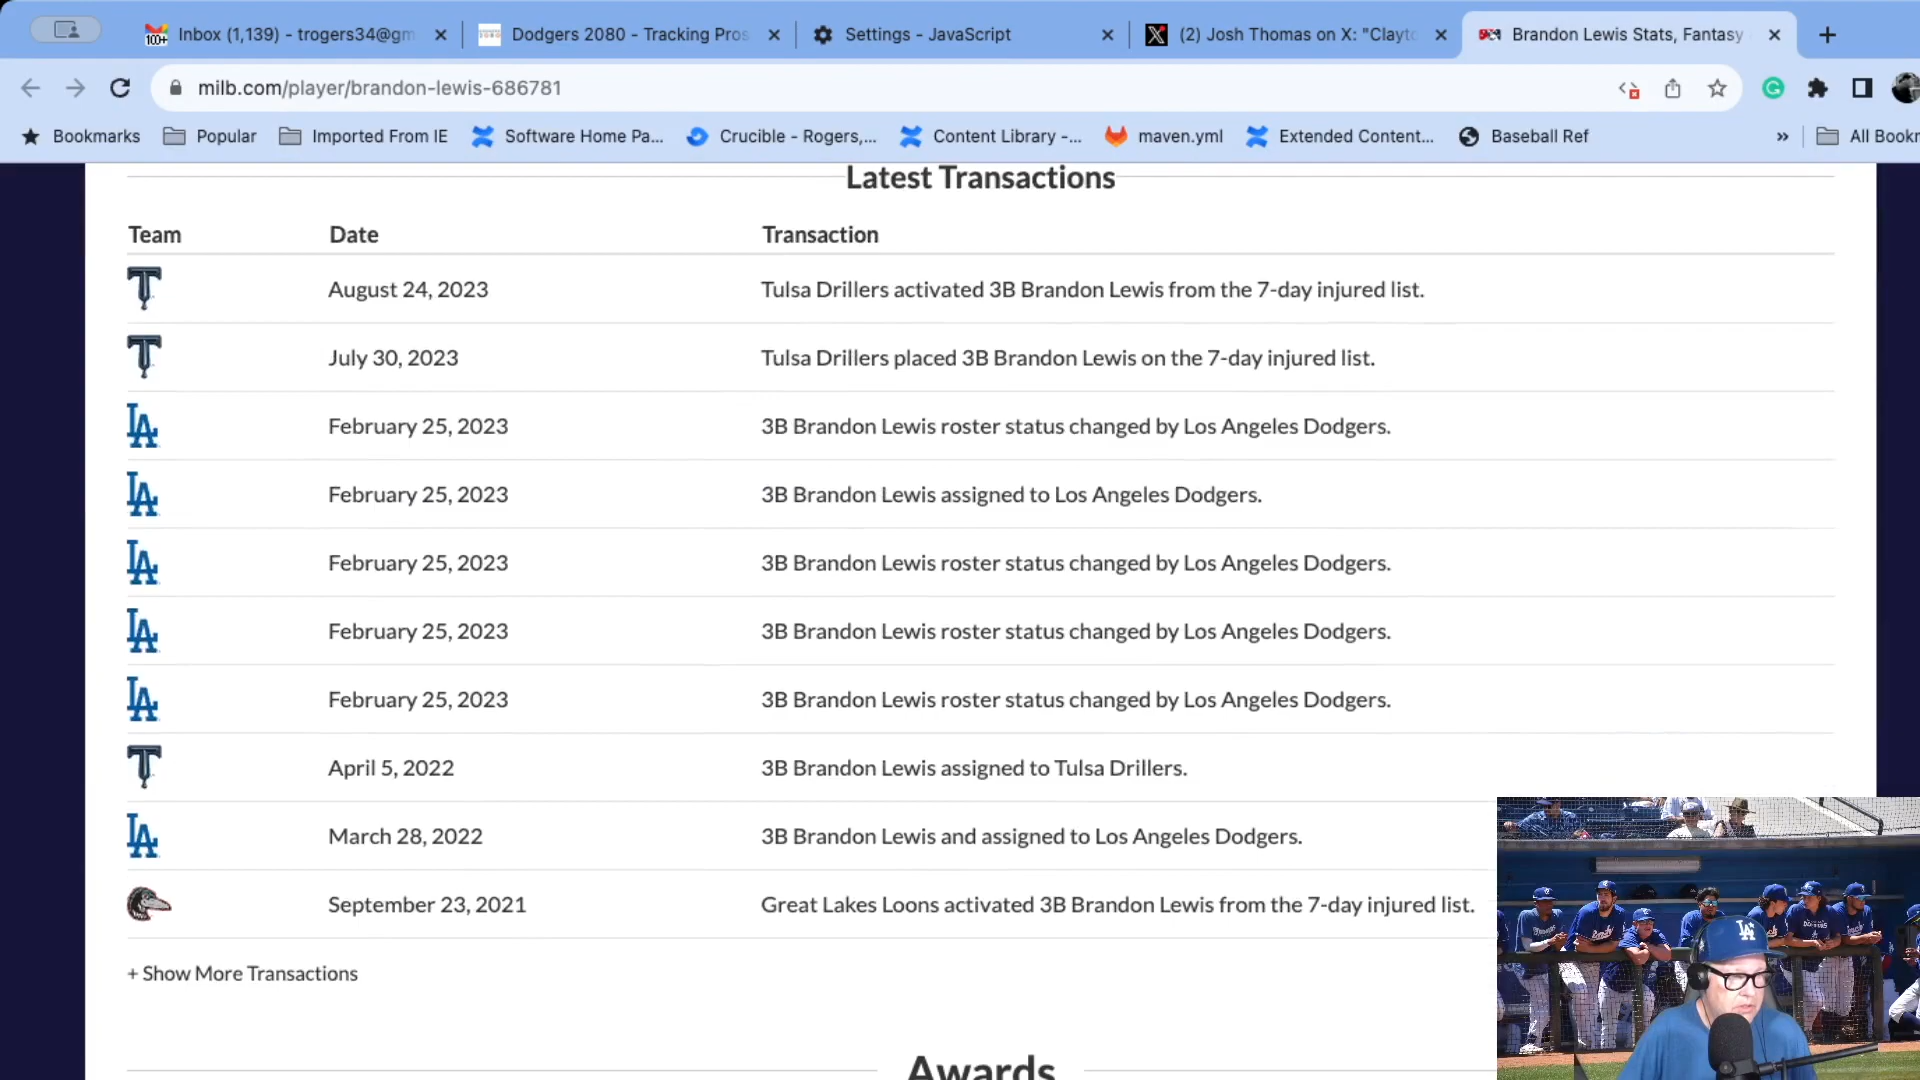 Inbox (1,139) - trogers34@gm
Dodgers 2080 - Tracking Pros
Settings - JavaScript
(2) Josh Thomas on X: "Clayto
Brandon Lewis Stats, Fantasy
100+
milb.com/player/brandon-lewis-686781
Bookmarks
Popular
Imported From IE
Software Home Pa...
Crucible - Rogers,...
Content Library -...
maven.yml
Extended Content...
Baseball Ref
»
All Bookr
Latest Transactions
Team Date Transaction
T August 24, 2023 Tulsa Drillers activated 3B Brandon Lewis from the 7-day injured list.
T July 30, 2023 Tulsa Drillers placed 3B Brandon Lewis on the 7-day injured list.
LA February 25, 2023 3B Brandon Lewis roster status changed by Los Angeles Dodgers.
LA February 25, 2023 3B Brandon Lewis assigned to Los Angeles Dodgers.
LA February 25, 2023 3B Brandon Lewis roster status changed by Los Angeles Dodgers.
LA February 25, 2023 3B Brandon Lewis roster status changed by Los Angeles Dodgers.
LA February 25, 2023 3B Brandon Lewis roster status changed by Los Angeles Dodgers.
T April 5, 2022 3B Brandon Lewis assigned to Tulsa Drillers.
LA March 28, 2022 3B Brandon Lewis and assigned to Los Angeles Dodgers.
September 23, 2021 Great Lakes Loons activated 3B Brandon Lewis from the 7-day injured list.
+ Show More Transactions
Awards
LA